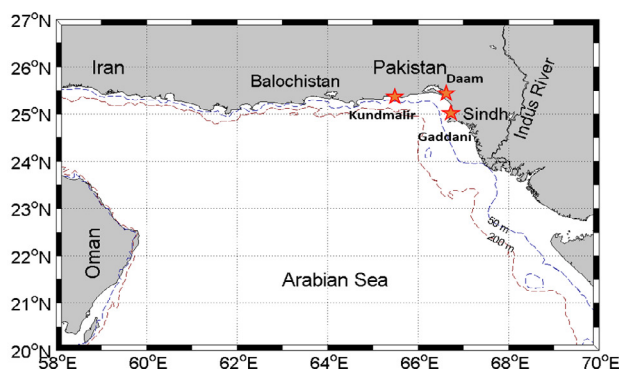 27°N
26°N
25°N
24°N
23°N
22°N
21°N
20°N
58°E
60°E
62°E
64°E
66°E
68°E
70°E
Iran
Pakistan
Daam
Balochistan
Kundmalir
Sindh
Gaddani
Indus River
50 m
200 m
Oman
Arabian Sea